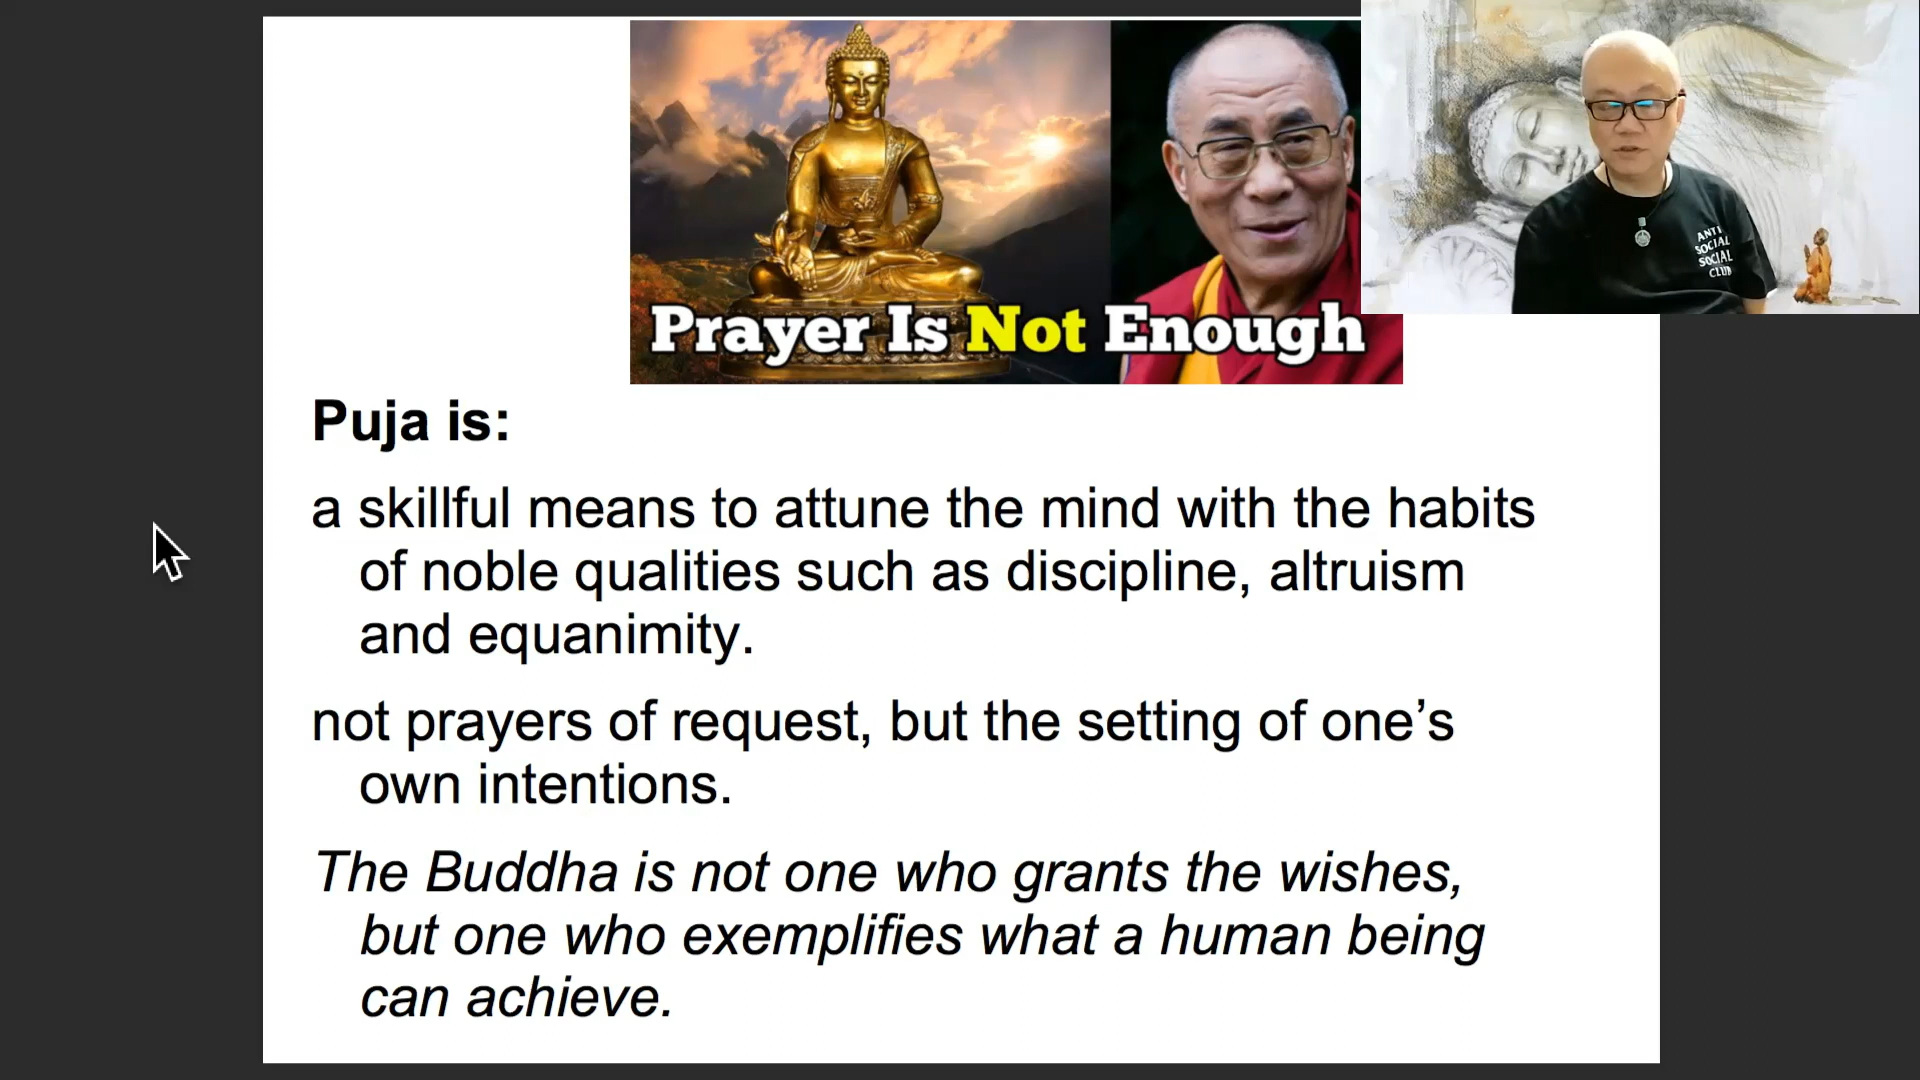 Prayer Is Not Enough
ANTI
SOCIAL
SOCIAL
CLUB
Puja is:
a skillful means to attune the mind with the habits
of noble qualities such as discipline, altruism
and equanimity.
not prayers of request, but the setting of one’s
own intentions.
The Buddha is not one who grants the wishes,
but one who exemplifies what a human being
can achieve.